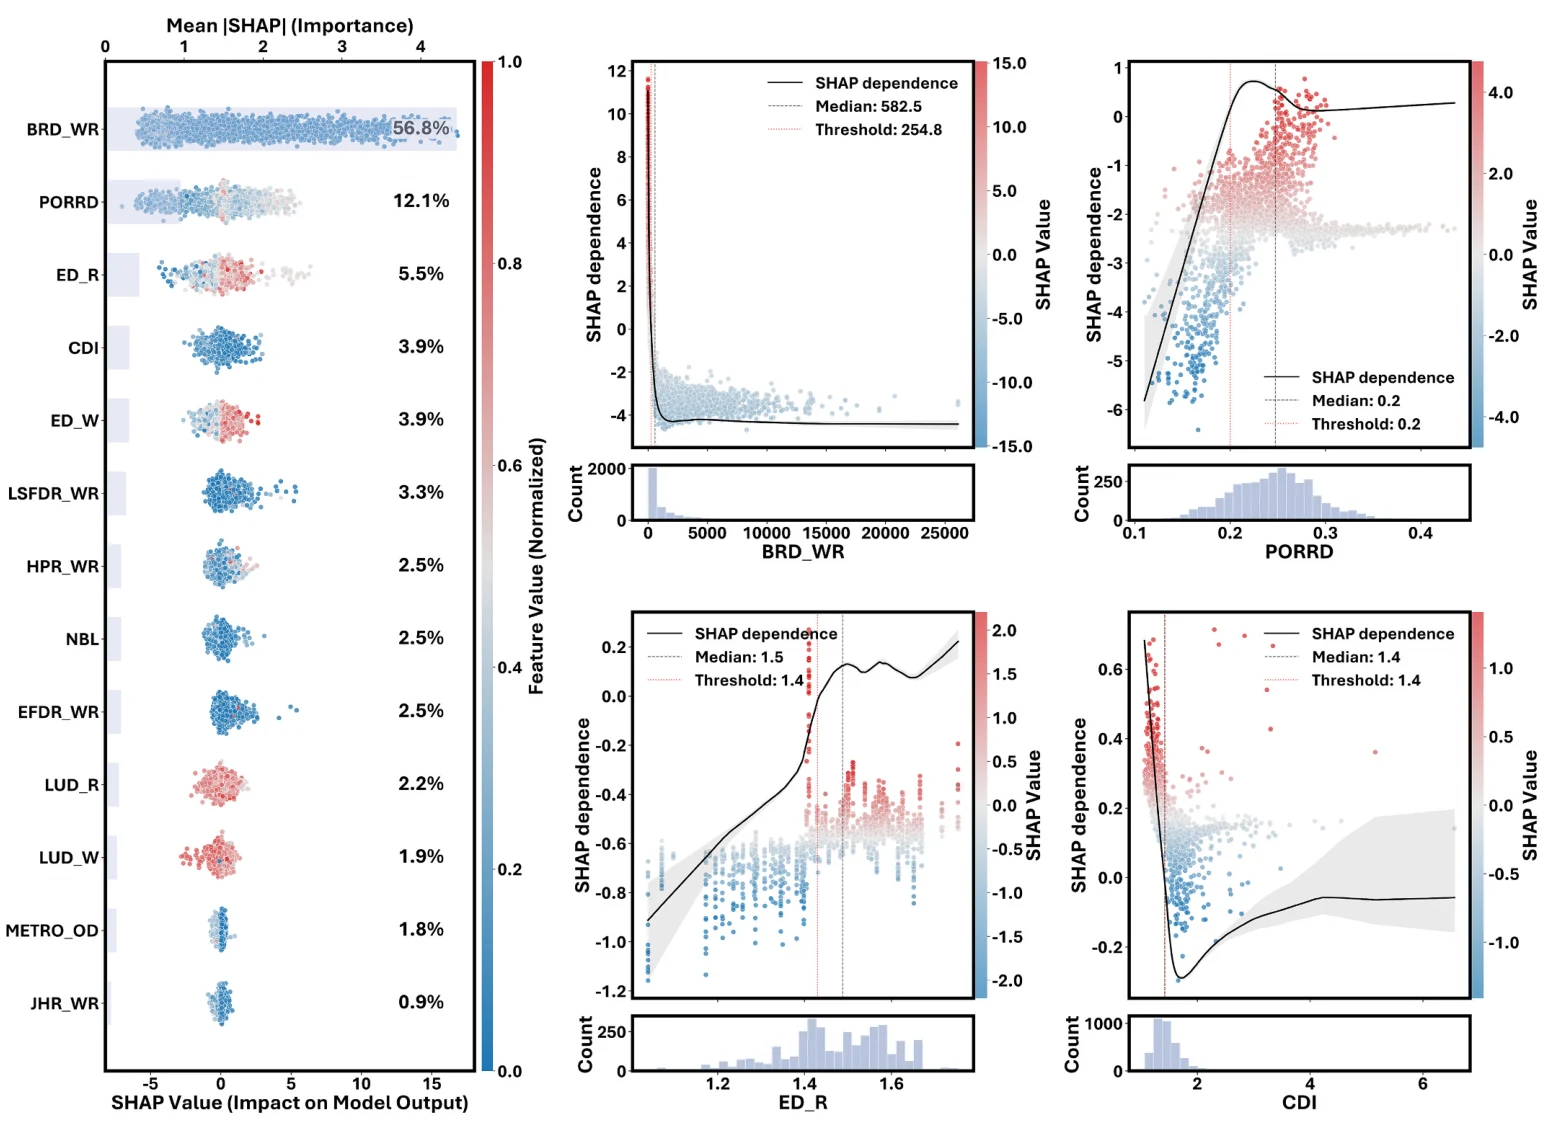 Mean |SHAP| (Importance)
0 1 2 3 4
BRD_WR 56.8%
PORRD 12.1%
ED_R 5.5%
CDI 3.9%
ED_W 3.9%
LSFDR_WR 3.3%
HPR_WR 2.5%
NBL 2.5%
EFDR_WR 2.5%
LUD_R 2.2%
LUD_W 1.9%
METRO_OD 1.8%
JHR_WR 0.9%
-5 0 5 10 15
SHAP Value (Impact on Model Output)
1.0
0.8
0.6
0.4
0.2
0.0
Feature Value (Normalized)
SHAP dependence
Median: 582.5
Threshold: 254.8
12
10
8
6
4
2
0
-2
-4
SHAP dependence
15.0
10.0
5.0
0.0
-5.0
-10.0
-15.0
SHAP Value
2000
0
Count
0 5000 10000 15000 20000 25000
BRD_WR
1
0
-1
-2
-3
-4
-5
-6
SHAP dependence
SHAP dependence
Median: 0.2
Threshold: 0.2
4.0
2.0
0.0
-2.0
-4.0
SHAP Value
250
0
Count
0.1 0.2 0.3 0.4
PORRD
SHAP dependence
Median: 1.5
Threshold: 1.4
0.2
0.0
-0.2
-0.4
-0.6
-0.8
-1.0
-1.2
SHAP dependence
2.0
1.5
1.0
0.5
0.0
-0.5
-1.0
-1.5
-2.0
SHAP Value
250
0
Count
1.2 1.4 1.6
ED_R
SHAP dependence
Median: 1.4
Threshold: 1.4
0.6
0.4
0.2
0.0
-0.2
SHAP dependence
1.0
0.5
0.0
-0.5
-1.0
SHAP Value
1000
0
Count
2 4 6
CDI